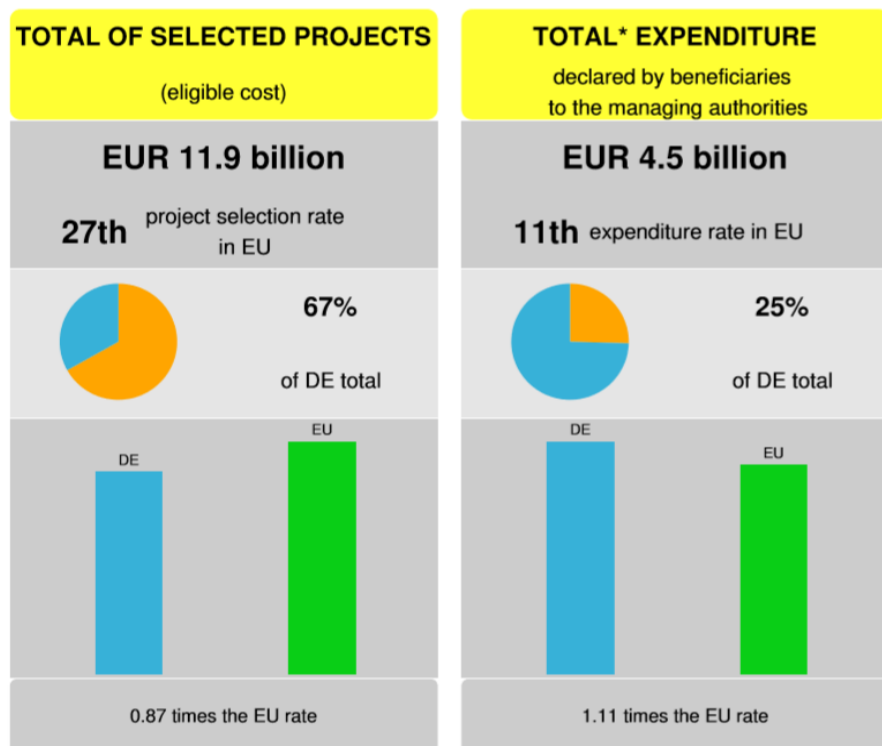 TOTAL OF SELECTED PROJECTS
(eligible cost)
EUR 11.9 billion
27th
project selection rate
in EU
67%
of DE total
DE
EU
0.87 times the EU rate
TOTAL* EXPENDITURE
declared by beneficiaries
to the managing authorities
EUR 4.5 billion
11th expenditure rate in EU
25%
of DE total
DE
EU
1.11 times the EU rate